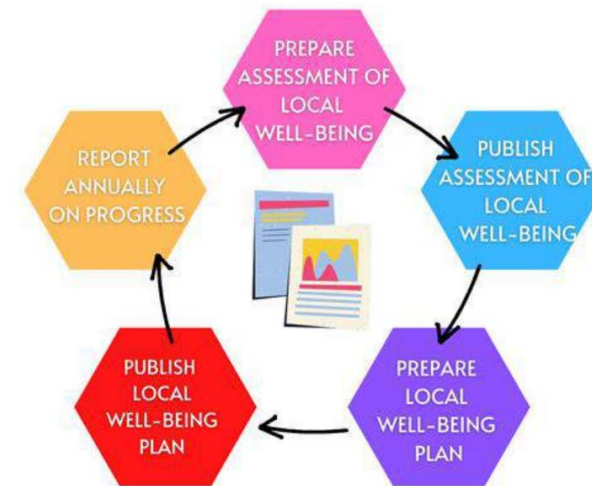 PREPARE
ASSESSMENT OF
LOCAL
WELL-BEING
PUBLISH
ASSESSMENT OF
LOCAL
WELL-BEING
PREPARE
LOCAL
WELL-BEING
PLAN
PUBLISH
LOCAL
WELL-BEING
PLAN
REPORT
ANNUALLY
ON PROGRESS